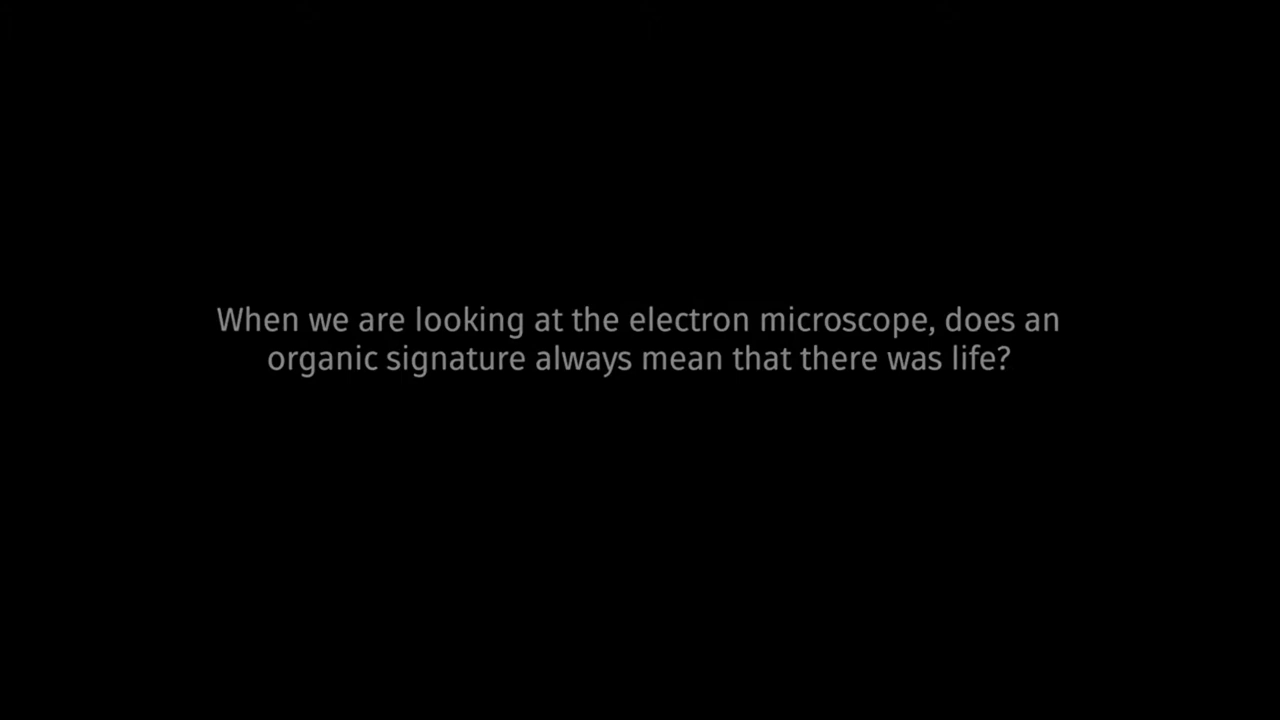 When we are looking at the electron microscope, does an
organic signature always mean that there was life?